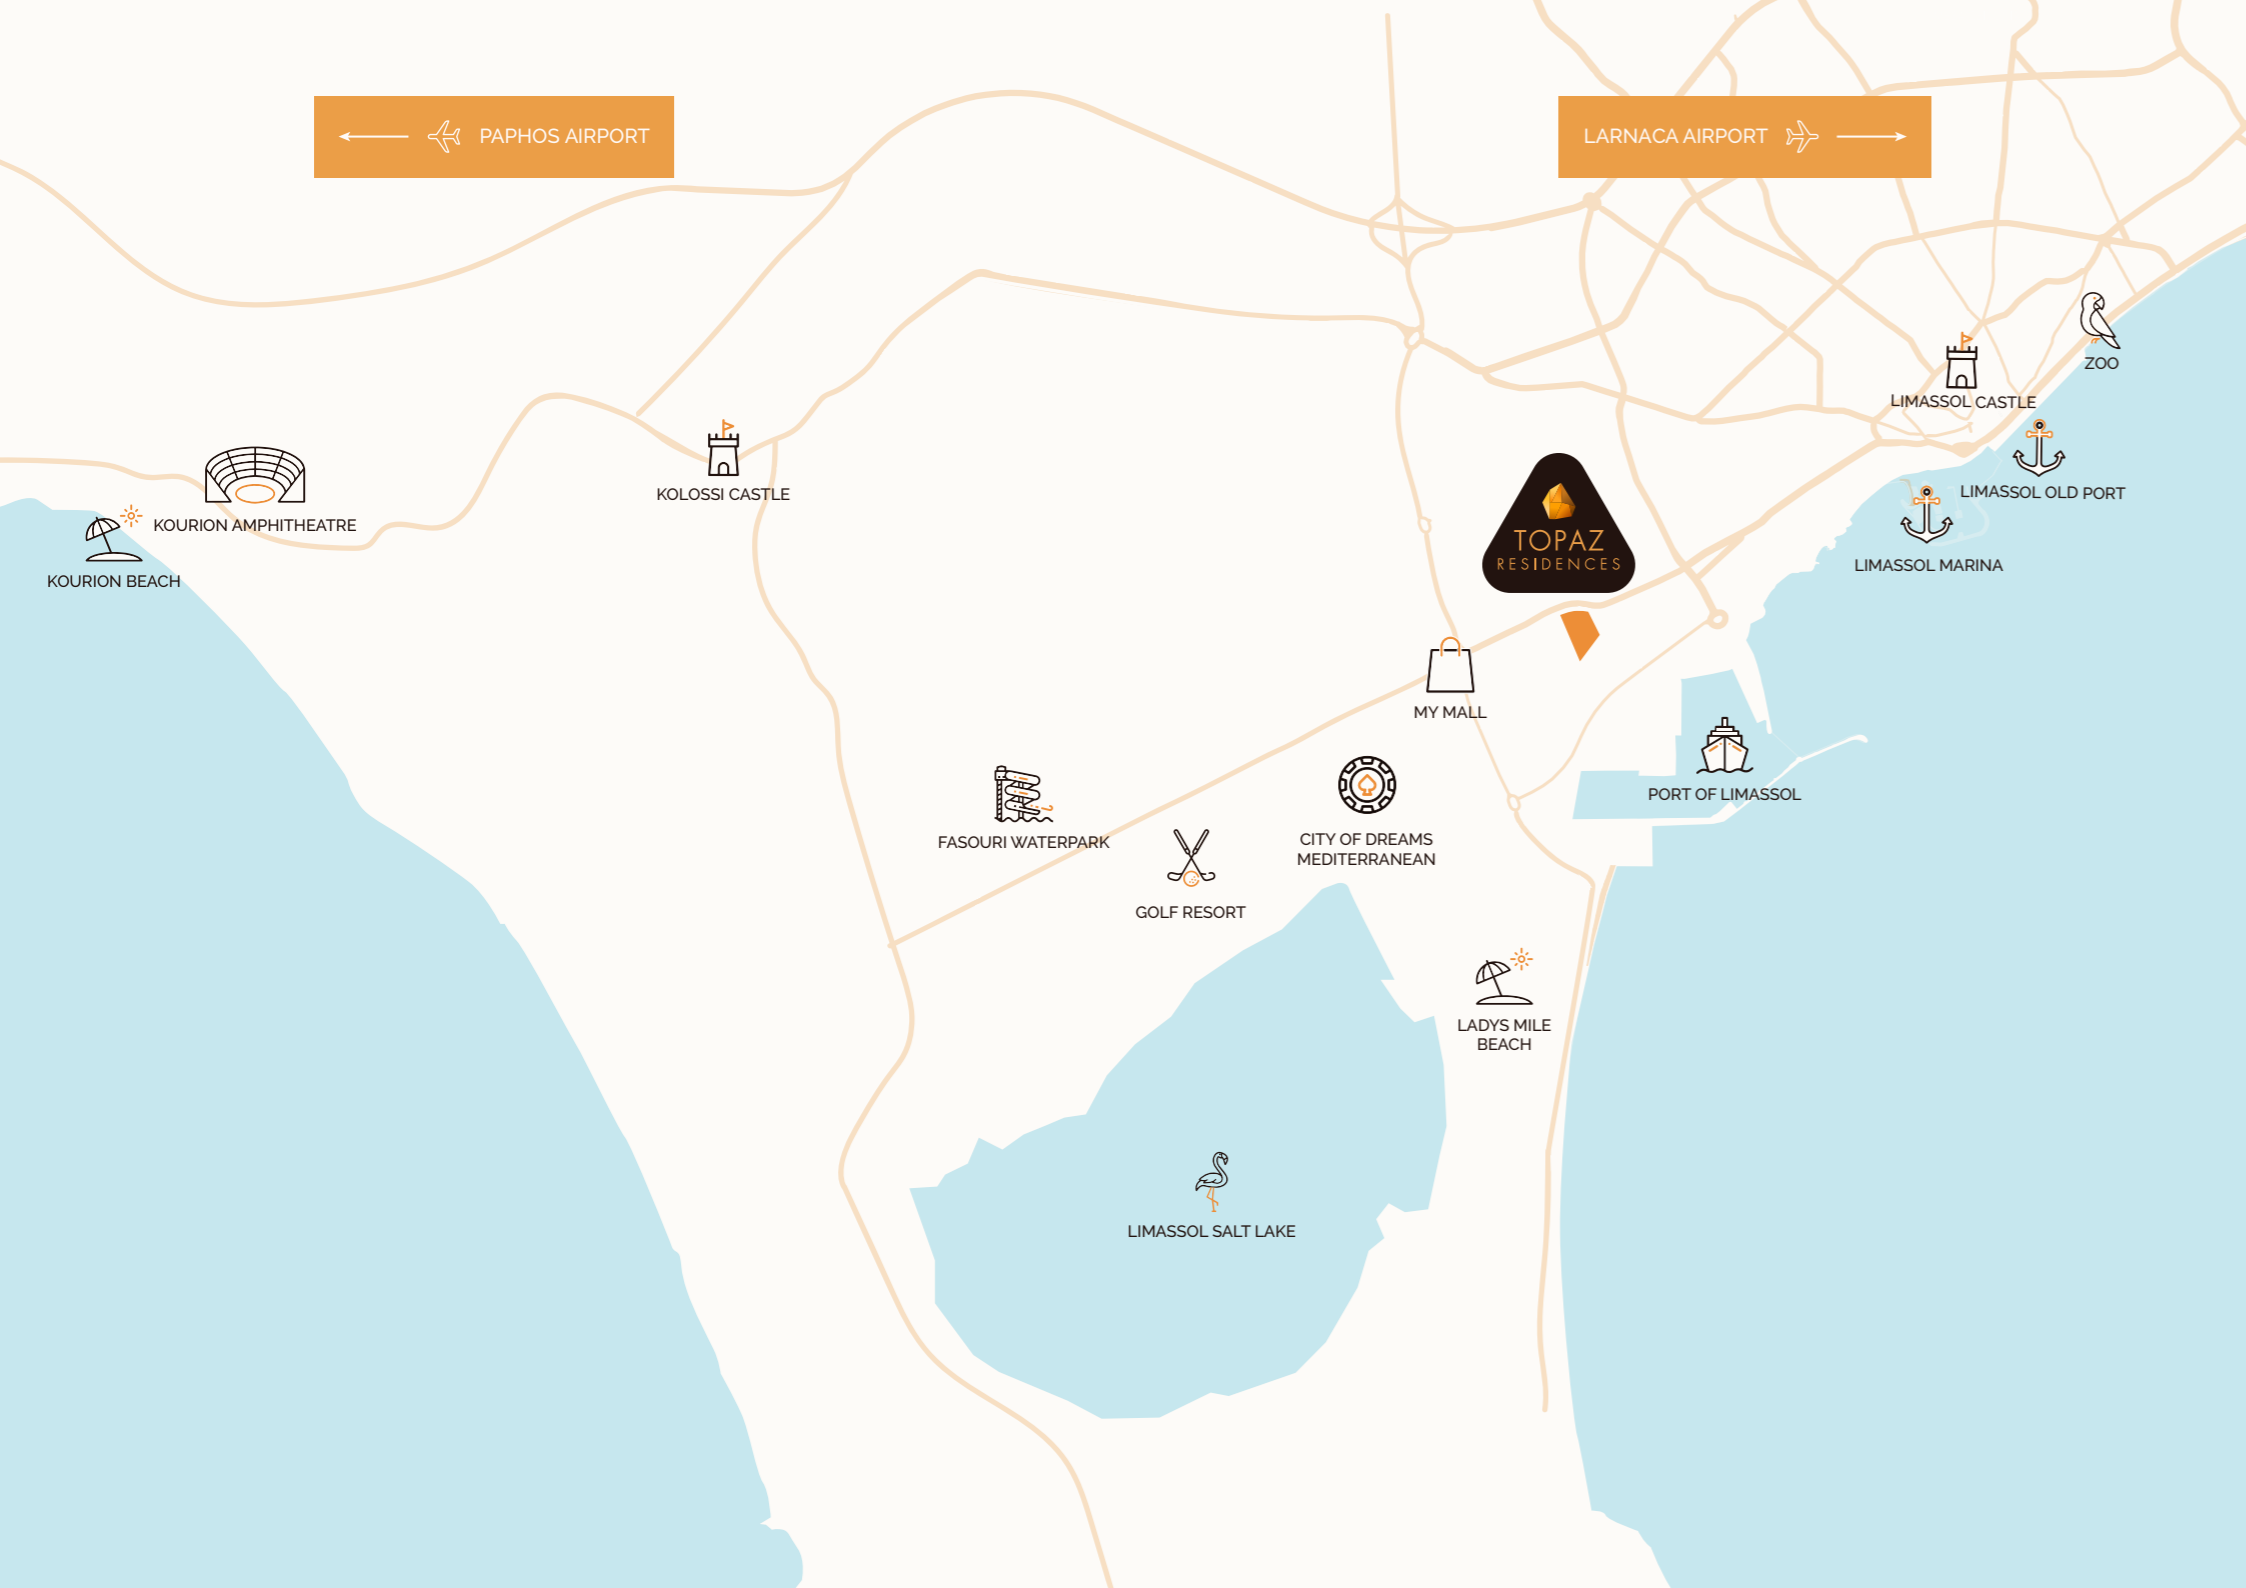 PAPHOS AIRPORT
LARNACA AIRPORT
ZOO
LIMASSOL CASTLE
KOLOSSI CASTLE
LIMASSOL OLD PORT
KOURION AMPHITHEATRE
TOPAZ
RESIDENCES
LIMASSOL MARINA
KOURION BEACH
MY MALL
PORT OF LIMASSOL
FASOURI WATERPARK
CITY OF DREAMS
MEDITERRANEAN
GOLF RESORT
LADYS MILE
BEACH
LIMASSOL SALT LAKE